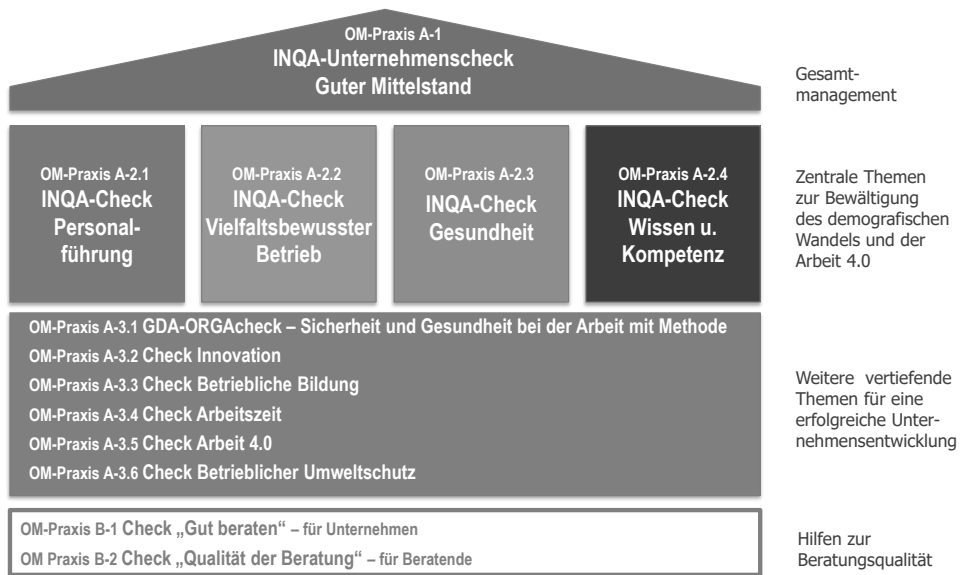 OM-Praxis A-1
INQA-Unternehmenscheck
Guter Mittelstand
Gesamt-
management
OM-Praxis A-2.1
INQA-Check
Personal-
führung
OM-Praxis A-2.2
INQA-Check
Vielfaltsbewusster
Betrieb
OM-Praxis A-2.3
INQA-Check
Gesundheit
OM-Praxis A-2.4
INQA-Check
Wissen u.
Kompetenz
Zentrale Themen
zur Bewältigung
des demografischen
Wandels und der
Arbeit 4.0
OM-Praxis A-3.1 GDA-ORGAcheck – Sicherheit und Gesundheit bei der Arbeit mit Methode
OM-Praxis A-3.2 Check Innovation
OM-Praxis A-3.3 Check Betriebliche Bildung
OM-Praxis A-3.4 Check Arbeitszeit
OM-Praxis A-3.5 Check Arbeit 4.0
OM-Praxis A-3.6 Check Betrieblicher Umweltschutz
Weitere vertiefende
Themen für eine
erfolgreiche Unter-
nehmensentwicklung
OM-Praxis B-1 Check „Gut beraten“ – für Unternehmen
OM Praxis B-2 Check „Qualität der Beratung“ – für Beratende
Hilfen zur
Beratungsqualität